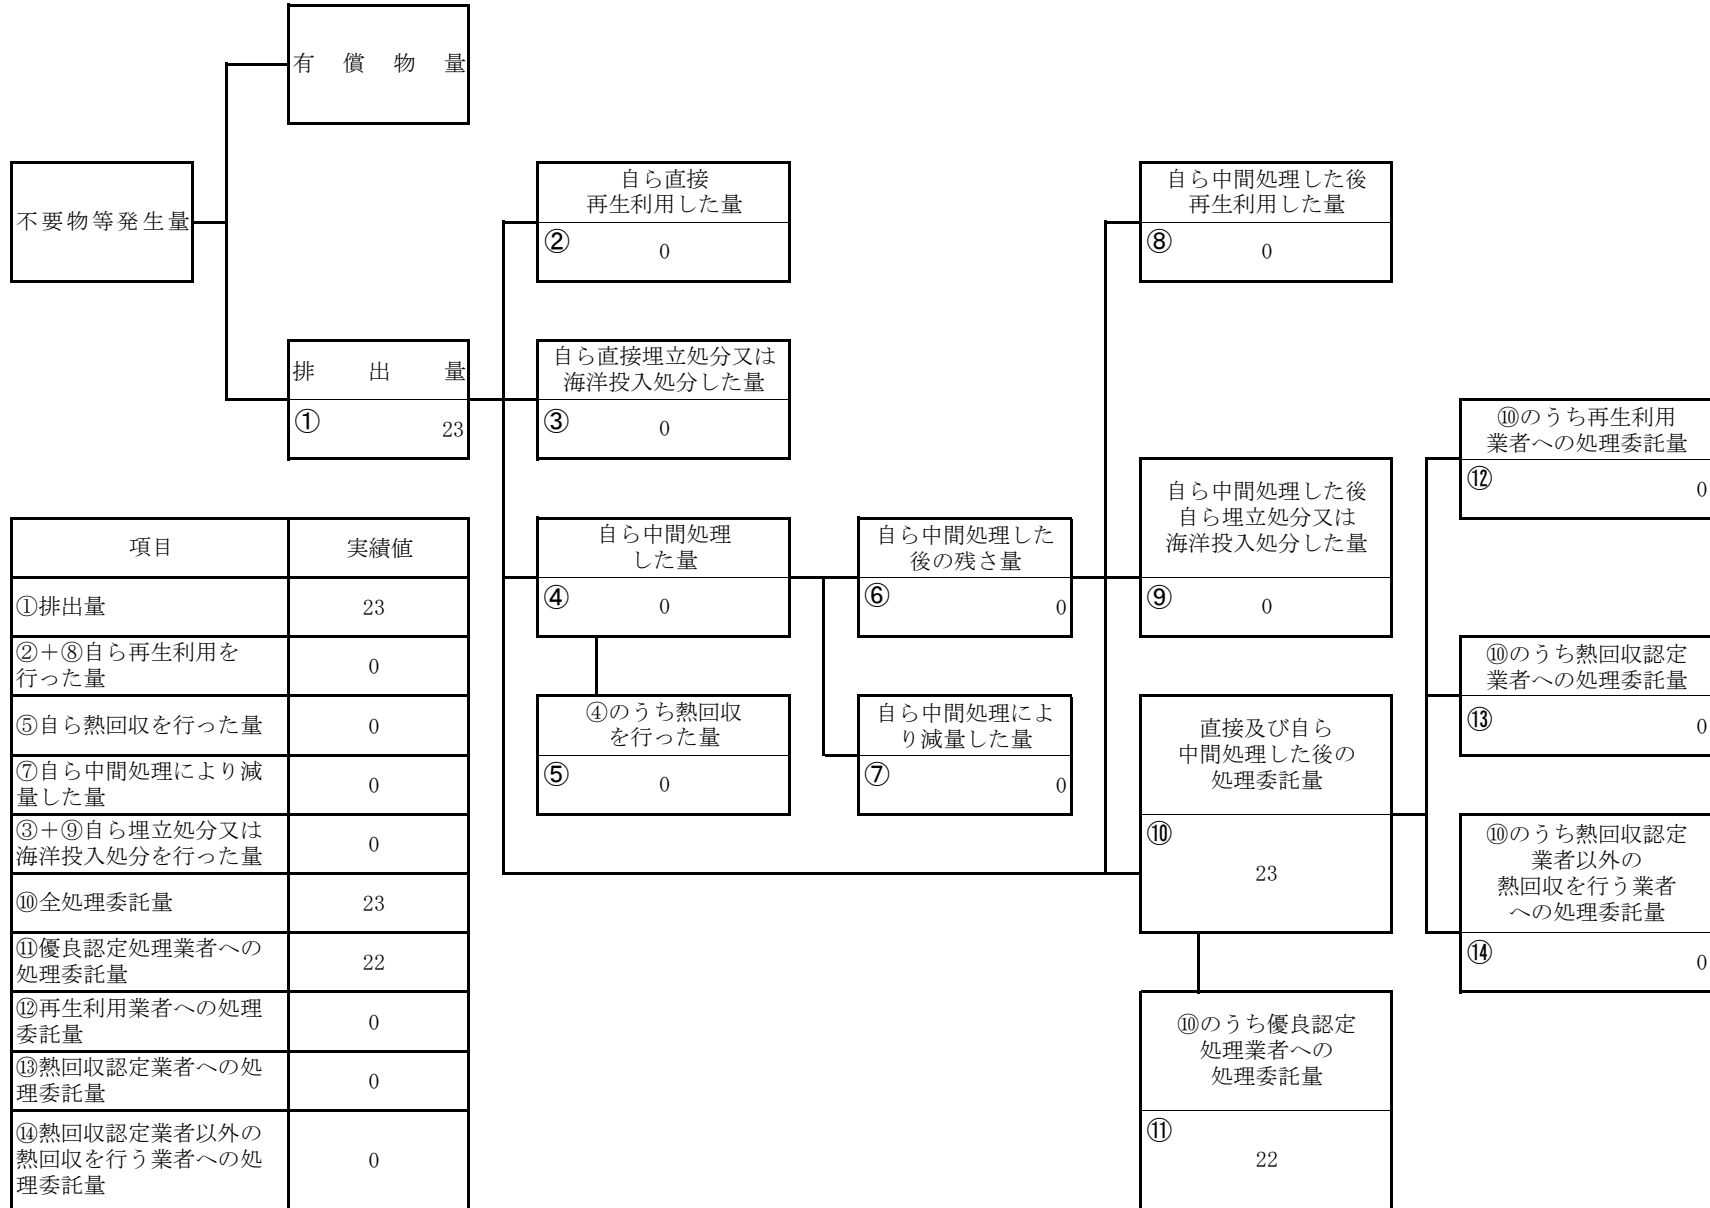 有償物量
不要物等発生量
自ら直接
再生利用した量
②
0
自ら中間処理した後
再生利用した量
⑧
0
排出量
①
23
自ら直接埋立処分又は
海洋投入処分した量
③
0
自ら中間処理
した量
④
0
自ら中間処理した
後の残さ量
⑥
0
自ら中間処理した後
自ら埋立処分又は
海洋投入処分した量
⑨
0
⑩のうち再生利用
業者への処理委託量
⑫
0
④のうち熱回収
を行った量
⑤
0
自ら中間処理によ
り減量した量
⑦
0
直接及び自ら
中間処理した後の
処理委託量
⑩
23
⑩のうち熱回収認定
業者への処理委託量
⑬
0
⑩のうち熱回収認定
業者以外の
熱回収を行う業者
への処理委託量
⑭
0
⑩のうち優良認定
処理業者への
処理委託量
⑪
22
項目 実績値
①排出量 23
②+⑧自ら再生利用を
行った量
0
⑤自ら熱回収を行った量 0
⑦自ら中間処理により減
量した量
0
③+⑨自ら埋立処分又は
海洋投入処分を行った量
0
⑩全処理委託量 23
⑪優良認定処理業者への
処理委託量
22
⑫再生利用業者への処理
委託量
0
⑬熱回収認定業者への処
理委託量
0
⑭熱回収認定業者以外の
熱回収を行う業者への処
理委託量
0